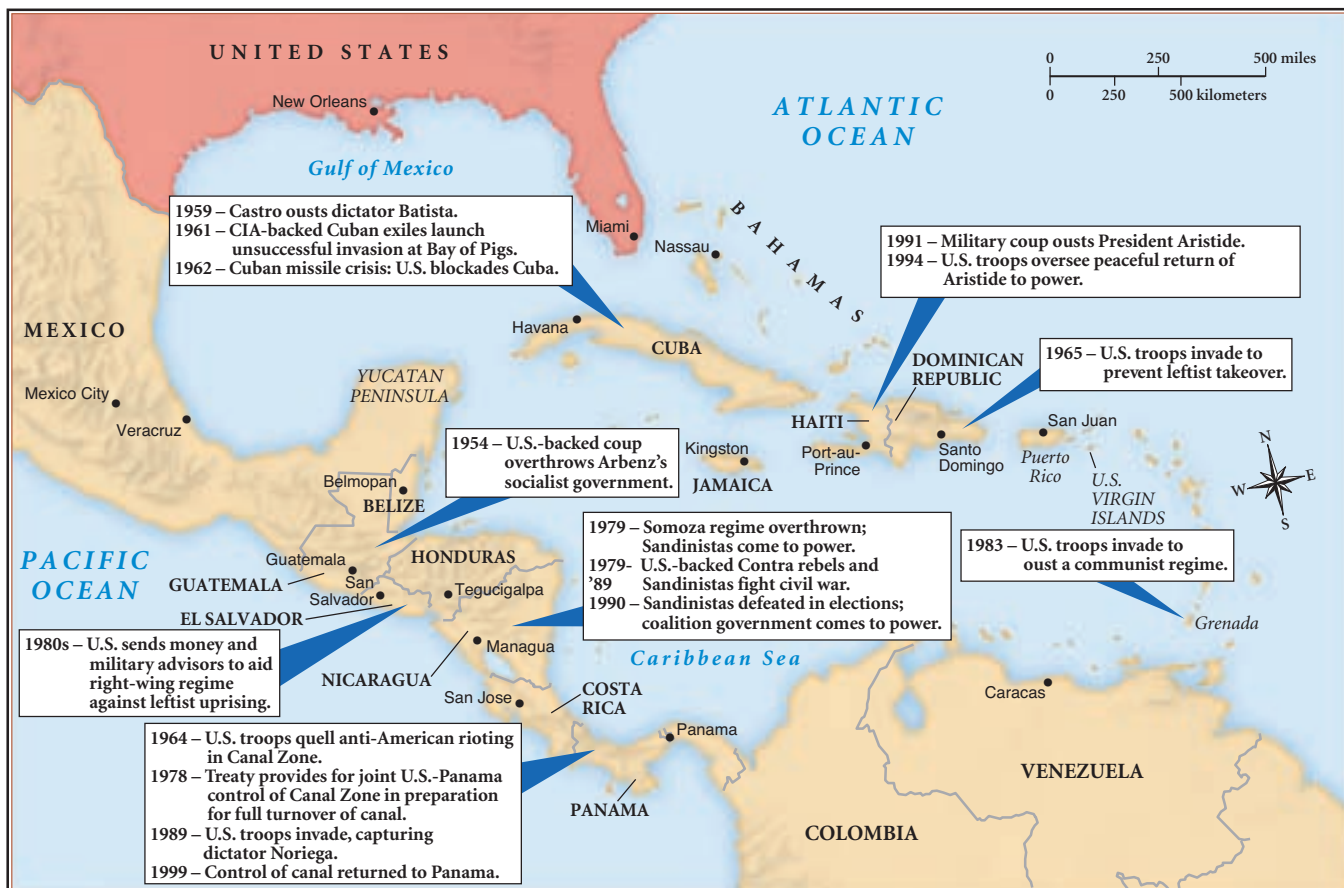 UNITED STATES
New Orleans
Gulf of Mexico
ATLANTIC
OCEAN
0 250 500 miles
0 250 500 kilometers
1959 – Castro ousts dictator Batista.
1961 – CIA-backed Cuban exiles launch
unsuccessful invasion at Bay of Pigs.
1962 – Cuban missile crisis: U.S. blockades Cuba.
Miami
Nassau
BAHAMAS
1991 – Military coup ousts President Aristide.
1994 – U.S. troops oversee peaceful return of
Aristide to power.
MEXICO
Mexico City
Veracruz
YUCATAN
PENINSULA
Havana
CUBA
DOMINICAN
REPUBLIC
1965 – U.S. troops invade to
prevent leftist takeover.
HAITI
Port-au-
Prince
Santo
Domingo
San Juan
Puerto
Rico
U.S.
VIRGIN
ISLANDS
N
W
E
S
Kingston
JAMAICA
1954 – U.S.-backed coup
overthrows Arbenz's
socialist government.
Belmopan
BELIZE
PACIFIC
OCEAN
Guatemala
GUATEMALA
HONDURAS
San
Salvador
Tegucigalpa
EL SALVADOR
1979 – Somoza regime overthrown;
Sandinistas come to power.
1979- U.S.-backed Contra rebels and
'89 Sandinistas fight civil war.
1990 – Sandinistas defeated in elections;
coalition government comes to power.
1983 – U.S. troops invade to
oust a communist regime.
Grenada
1980s – U.S. sends money and
military advisors to aid
right-wing regime
against leftist uprising.
NICARAGUA
Managua
Caribbean Sea
San Jose
COSTA
RICA
Panama
PANAMA
Caracas
VENEZUELA
COLOMBIA
1964 – U.S. troops quell anti-American rioting
in Canal Zone.
1978 – Treaty provides for joint U.S.-Panama
control of Canal Zone in preparation
for full turnover of canal.
1989 – U.S. troops invade, capturing
dictator Noriega.
1999 – Control of canal returned to Panama.